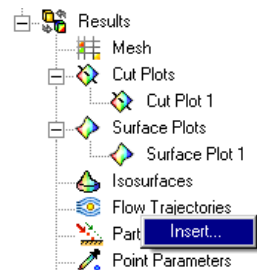 Results
Mesh
Cut Plots
Cut Plot 1
Surface Plots
Surface Plot 1
Isosurfaces
Flow Trajectories
Part
Insert...
Point Parameters